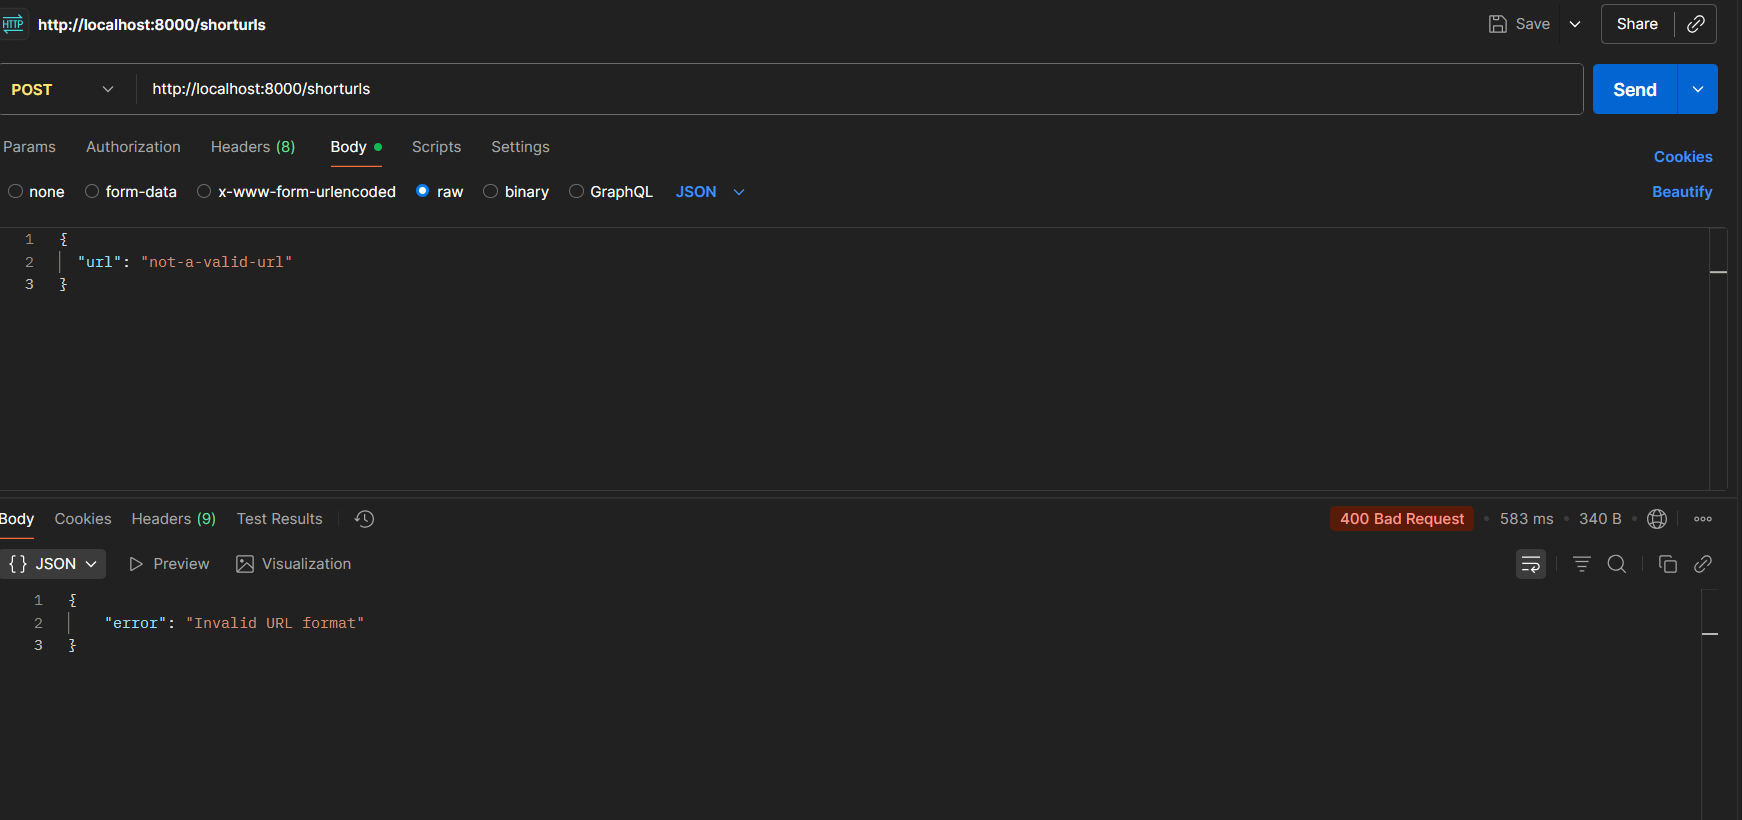 HTTP http://localhost:8000/shorturls Save Share
POST http://localhost:8000/shorturls Send
Params Authorization Headers (8) Body Scripts Settings Cookies
none form-data x-www-form-urlencoded raw binary GraphQL JSON Beautify
1 {
2 "url": "not-a-valid-url"
3 }
Body Cookies Headers (9) Test Results 400 Bad Request • 583 ms • 340 B •
{} JSON Preview Visualization
1 {
2 "error": "Invalid URL format"
3 }